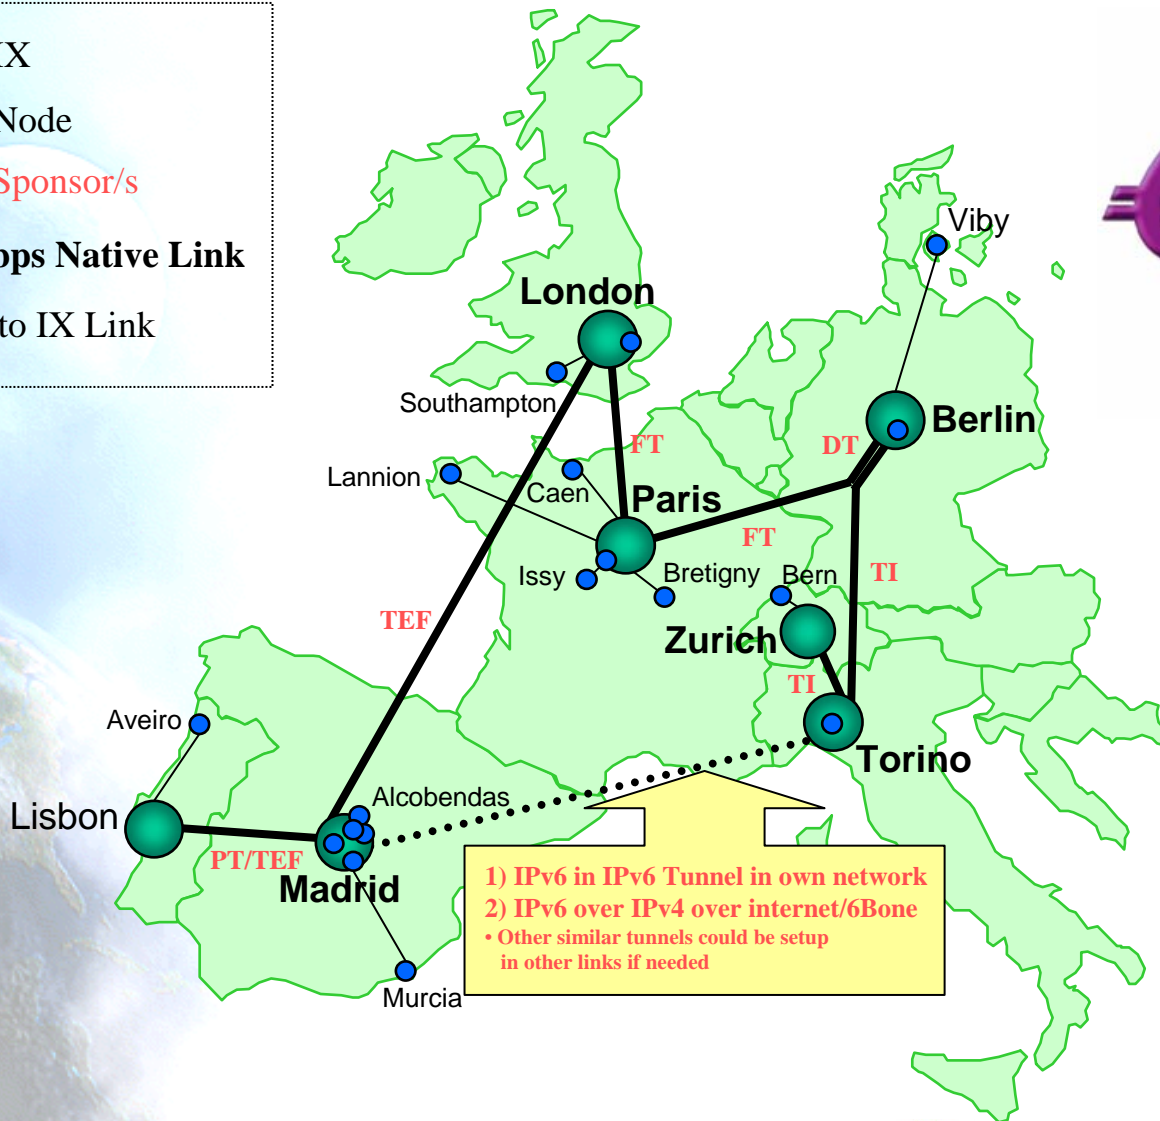 IX
Node
Sponsor/s
Native Link
to IX Link
Viby
London
Southampton
Berlin
DT
FT
Lannion
Caen
Paris
FT
Issy
Bretigny
Bern
TI
TEF
Zurich
TI
Aveiro
Torino
Alcobendas
Lisbon
PT/TEF
Madrid
1) IPv6 in IPv6 Tunnel in own network
2) IPv6 over IPv4 over internet/6Bone
• Other similar tunnels could be setup
in other links if needed
Murcia